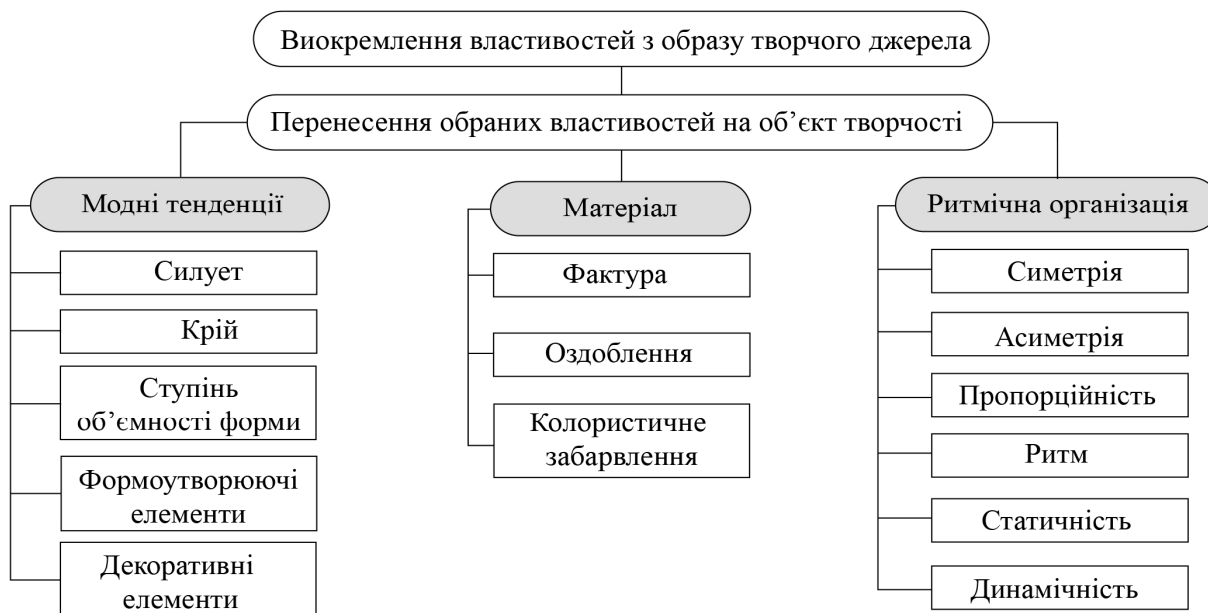 Виокремлення властивостей з образу творчого джерела
Перенесення обраних властивостей на об’єкт творчості
Модні тенденції
Силует
Крій
Ступінь
об’ємності форми
Формоутворюючі
елементи
Декоративні
елементи
Матеріал
Фактура
Оздоблення
Колористичне
забарвлення
Ритмічна організація
Симетрія
Асиметрія
Пропорційність
Ритм
Статичність
Динамічність